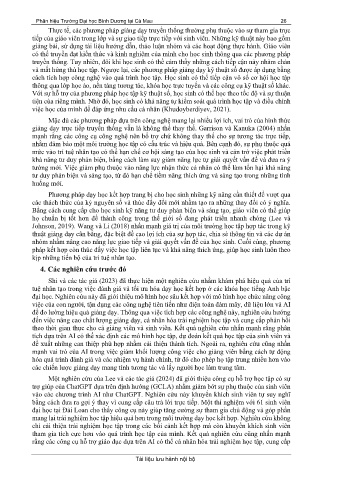 Phân hiệu Trường Đại học Bình Dương tại Cà Mau 26
Thực tế, các phương pháp giảng dạy truyền thống thường phụ thuộc vào sự tham gia trực
tiếp của giáo viên trong lớp và sự giao tiếp trực tiếp với sinh viên. Những kỹ thuật này bao gồm
giảng bài, sử dụng tài liệu hướng dẫn, thảo luận nhóm và các hoạt động thực hành. Giáo viên
có thể truyền đạt kiến thức và kinh nghiệm của mình cho học sinh thông qua các phương pháp
truyền thống. Tuy nhiên, đôi khi học sinh có thể cảm thấy những cách tiếp cận này nhàm chán
và mất hứng thú học tập. Ngược lại, các phương pháp giảng dạy kỹ thuật số được áp dụng bằng
cách tích hợp công nghệ vào quá trình học tập. Học sinh có thể tiếp cận vô số cơ hội học tập
thông qua lớp học ảo, nền tảng tương tác, khóa học trực tuyến và các công cụ kỹ thuật số khác.
Với sự hỗ trợ của phương pháp học tập kỹ thuật số, học sinh có thể học theo tốc độ và sự thuận
tiện của riêng mình. Nhờ đó, học sinh có khả năng tự kiểm soát quá trình học tập và điều chỉnh
việc học của mình để đáp ứng nhu cầu cá nhân (Khudoyberdiyev, 2021).
Mặc dù các phương pháp dựa trên công nghệ mang lại nhiều lợi ích, vai trò của hình thức
giảng dạy trực tiếp truyền thống vẫn là không thể thay thế. Garrison và Kanuka (2004) nhấn
mạnh rằng các công cụ công nghệ nên bổ trợ chứ không thay thế cho sự tương tác trực tiếp,
nhằm đảm bảo một môi trường học tập có cấu trúc và hiệu quả. Bên cạnh đó, sự phụ thuộc quá
mức vào trí tuệ nhân tạo có thể hạn chế cơ hội sáng tạo của học sinh và cản trở việc phát triển
khả năng tư duy phản biện, bằng cách làm suy giảm năng lực tự giải quyết vấn đề và đưa ra ý
tưởng mới. Việc giảm phụ thuộc vào năng lực nhận thức cá nhân có thể làm tổn hại khả năng
tư duy phản biện và sáng tạo, từ đó hạn chế tiềm năng thích ứng và sáng tạo trong những tình
huống mới.
Phương pháp dạy học kết hợp trang bị cho học sinh những kỹ năng cần thiết để vượt qua
các thách thức của kỷ nguyên số và thúc đẩy đổi mới nhằm tạo ra những thay đổi có ý nghĩa.
Bằng cách cung cấp cho học sinh kỹ năng tư duy phản biện và sáng tạo, giáo viên có thể giúp
họ chuẩn bị tốt hơn để thành công trong thế giới số đang phát triển nhanh chóng (Lee và
Johnson, 2019). Wang và Li (2018) nhấn mạnh giá trị của môi trường học tập hợp tác trong kỹ
thuật giảng dạy kết hợp, đặc biệt đề cao lợi ích của sự hợp tác, chia sẻ thông tin và các dự án
nhóm nhằm nâng cao năng lực giao tiếp và giải quyết vấn đề của học sinh. Cuối cùng, phương
pháp kết hợp còn thúc đẩy việc học tập liên tục và khả năng thích ứng, giúp học sinh luôn theo
kịp những tiến bộ của trí tuệ nhân tạo.
4. Các nghiên cứu trước đó
Shi và các tác giả (2023) đã thực hiện một nghiên cứu nhằm khám phá hiệu quả của trí
tuệ nhân tạo trong việc đánh giá và tối ưu hóa dạy học kết hợp ở các khóa học tiếng Anh bậc
đại học. Nghiên cứu này đã giới thiệu mô hình học sâu kết hợp với mô hình học chức năng công
việc của con người, tận dụng các công nghệ tiên tiến như điện toán đám mây, dữ liệu lớn và AI
để đo lường hiệu quả giảng dạy. Thông qua việc tích hợp các công nghệ này, nghiên cứu hướng
đến việc nâng cao chất lượng giảng dạy, cá nhân hóa trải nghiệm học tập và cung cấp phản hồi
theo thời gian thực cho cả giảng viên và sinh viên. Kết quả nghiên cứu nhấn mạnh rằng phân
tích dựa trên AI có thể xác định các mô hình học tập, dự đoán kết quả học tập của sinh viên và
đề xuất những can thiệp phù hợp nhằm cải thiện thành tích. Ngoài ra, nghiên cứu cũng nhấn
mạnh vai trò của AI trong việc giảm khối lượng công việc cho giảng viên bằng cách tự động
hóa quá trình đánh giá và các nhiệm vụ hành chính, từ đó cho phép họ tập trung nhiều hơn vào
các chiến lược giảng dạy mang tính tương tác và lấy người học làm trung tâm.
Một nghiên cứu của Lee và các tác giả (2024) đã giới thiệu công cụ hỗ trợ học tập có sự
trợ giúp của ChatGPT dựa trên định hướng (GCLA) nhằm giảm bớt sự phụ thuộc của sinh viên
vào các chương trình AI như ChatGPT. Nghiên cứu này khuyến khích sinh viên tự suy nghĩ
bằng cách đưa ra gợi ý thay vì cung cấp câu trả lời trực tiếp. Một thí nghiệm với 61 sinh viên
đại học tại Đài Loan cho thấy công cụ này giúp tăng cường sự tham gia chủ động và góp phần
mang lại trải nghiệm học tập hiệu quả hơn trong môi trường dạy học kết hợp. Nghiên cứu không
chỉ cải thiện trải nghiệm học tập trong các bối cảnh kết hợp mà còn khuyến khích sinh viên
tham gia tích cực hơn vào quá trình học tập của mình. Kết quả nghiên cứu cũng nhấn mạnh
rằng các công cụ hỗ trợ giáo dục dựa trên AI có thể cá nhân hóa trải nghiệm học tập, cung cấp
Tài liệu lưu hành nội bộ